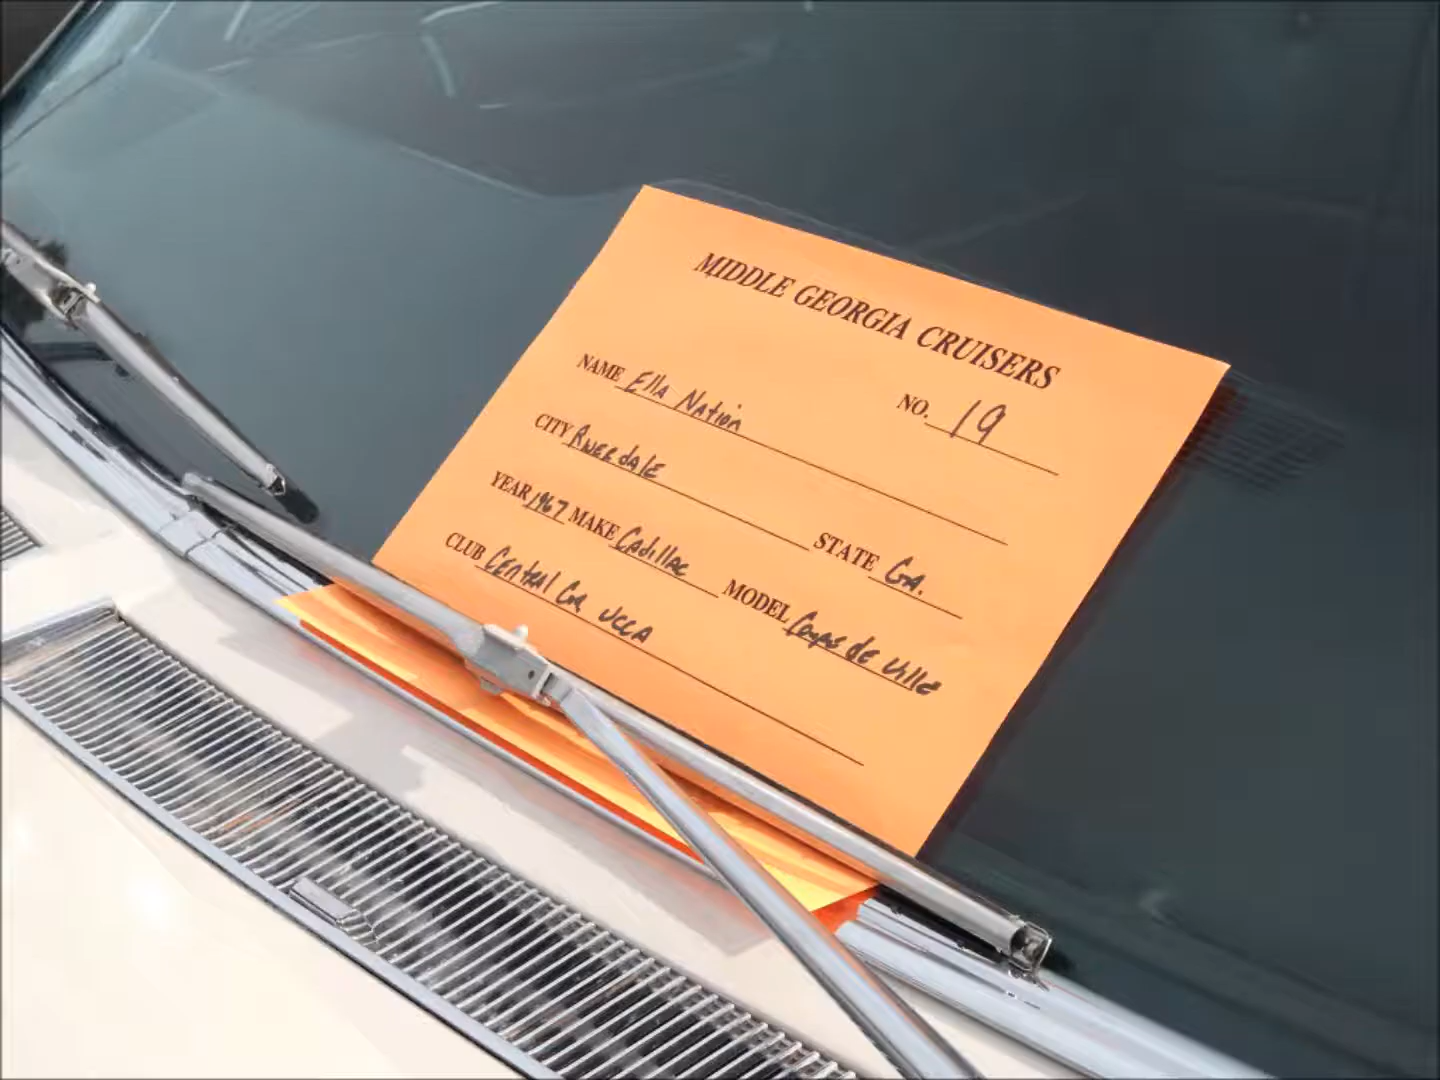 MIDDLE GEORGIA CRUISERS
NO. 19
NAME Ella Nation
CITY Riverdale STATE GA.
YEAR 1967 MAKE Cadillac MODEL Coupe de Ville
CLUB Central GA VCCA